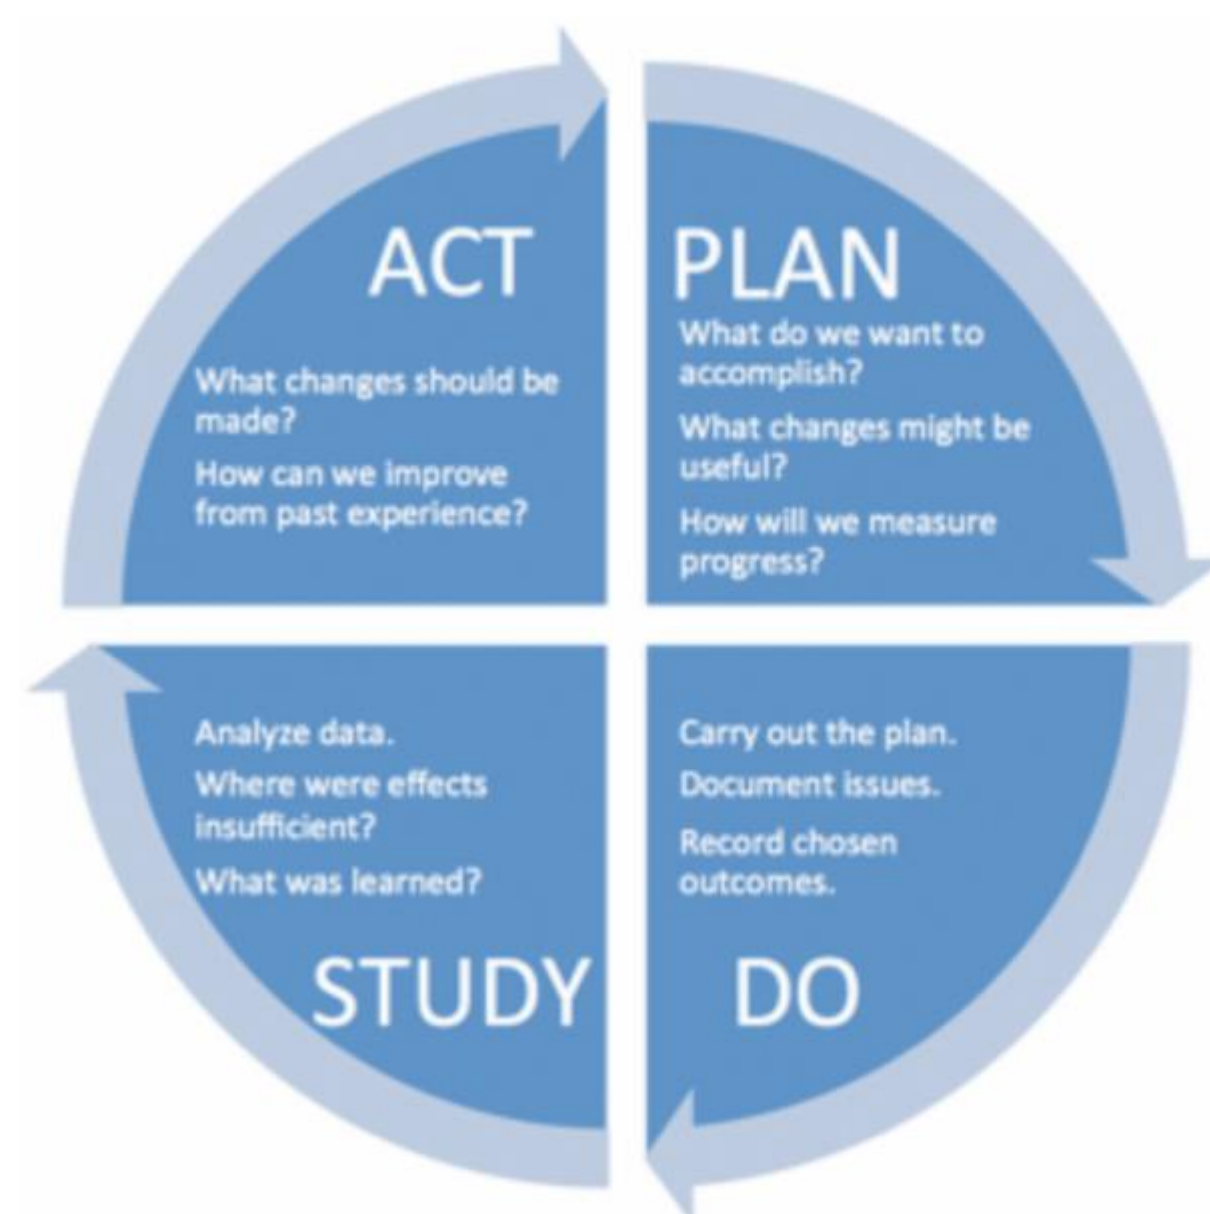 ACT
What changes should be
made?
How can we improve
from past experience?
PLAN
What do we want to
accomplish?
What changes might be
useful?
How will we measure
progress?
Analyze data.
Where were effects
insufficient?
What was learned?
STUDY
Carry out the plan.
Document issues.
Record chosen
outcomes.
DO